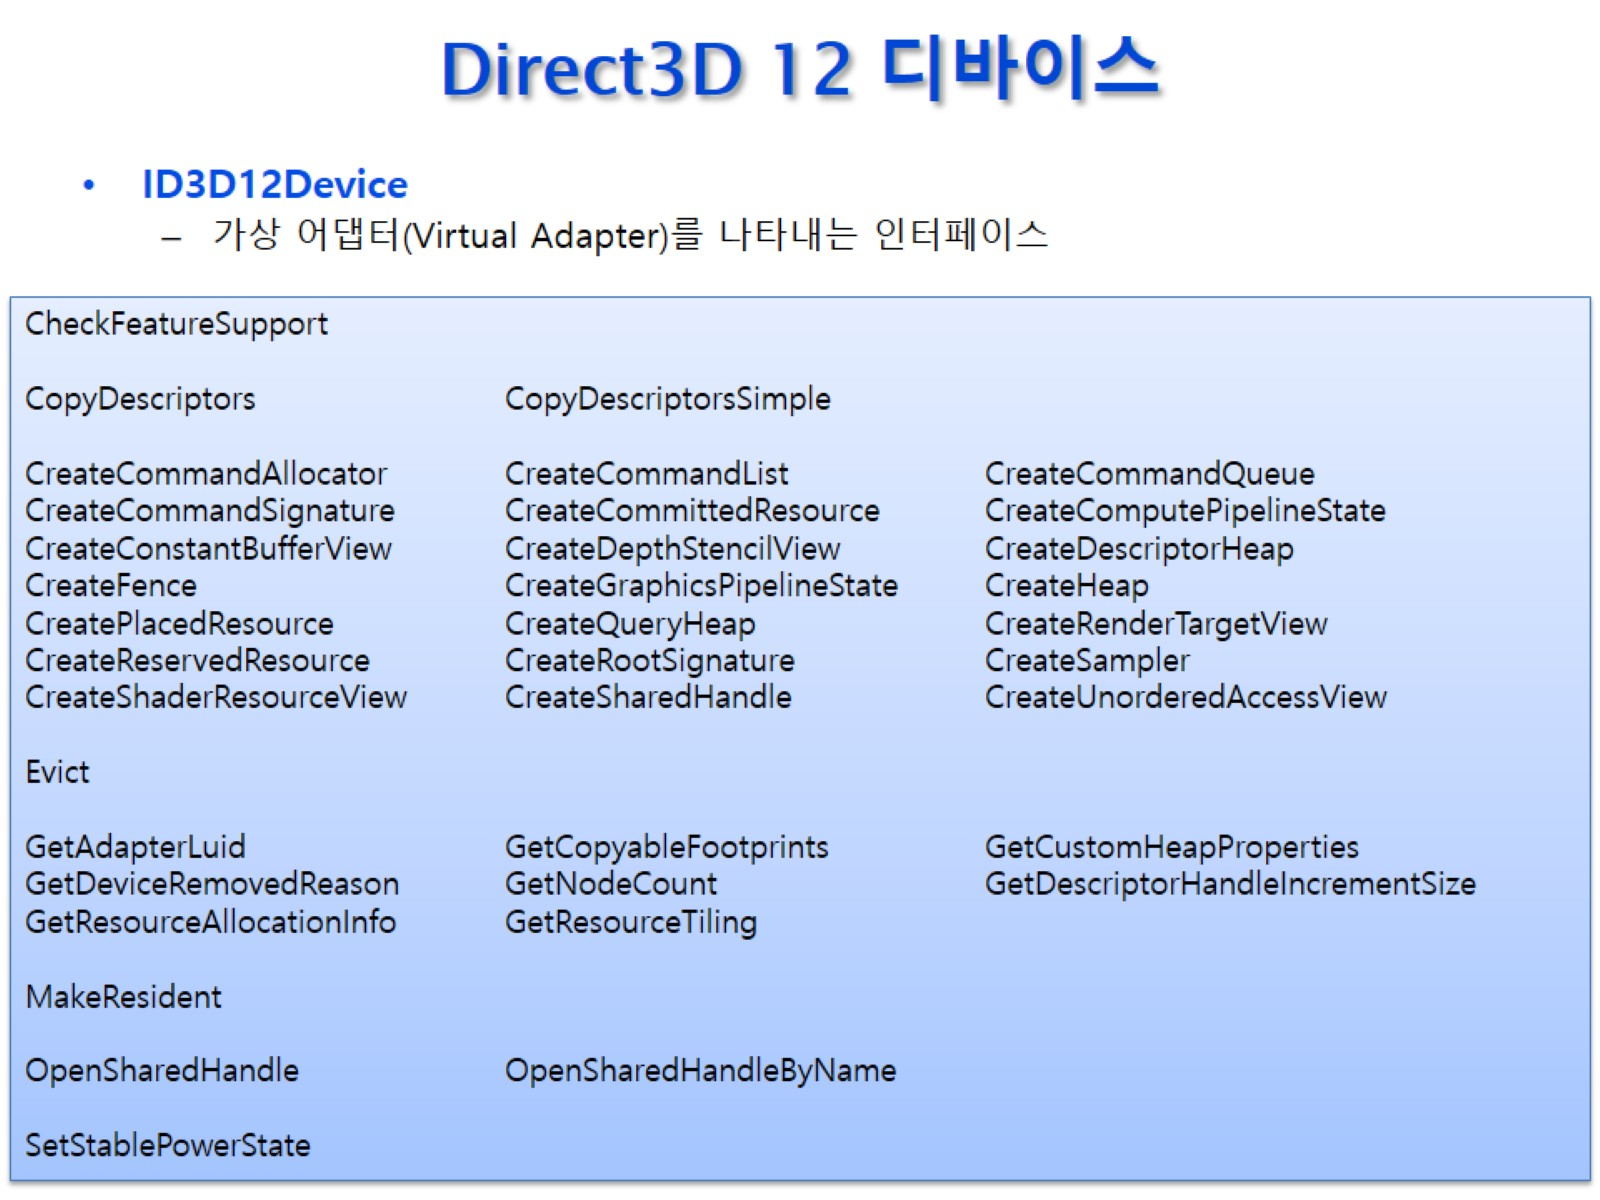 Direct3D 12 디바이스
• ID3D12Device
– 가상 어댑터(Virtual Adapter)를 나타내는 인터페이스
CheckFeatureSupport
CopyDescriptors CopyDescriptorsSimple
CreateCommandAllocator CreateCommandList CreateCommandQueue
CreateCommandSignature CreateCommittedResource CreateComputePipelineState
CreateConstantBufferView CreateDepthStencilView CreateDescriptorHeap
CreateFence CreateGraphicsPipelineState CreateHeap
CreatePlacedResource CreateQueryHeap CreateRenderTargetView
CreateReservedResource CreateRootSignature CreateSampler
CreateShaderResourceView CreateSharedHandle CreateUnorderedAccessView
Evict
GetAdapterLuid GetCopyableFootprints GetCustomHeapProperties
GetDeviceRemovedReason GetNodeCount GetDescriptorHandleIncrementSize
GetResourceAllocationInfo GetResourceTiling
MakeResident
OpenSharedHandle OpenSharedHandleByName
SetStablePowerState